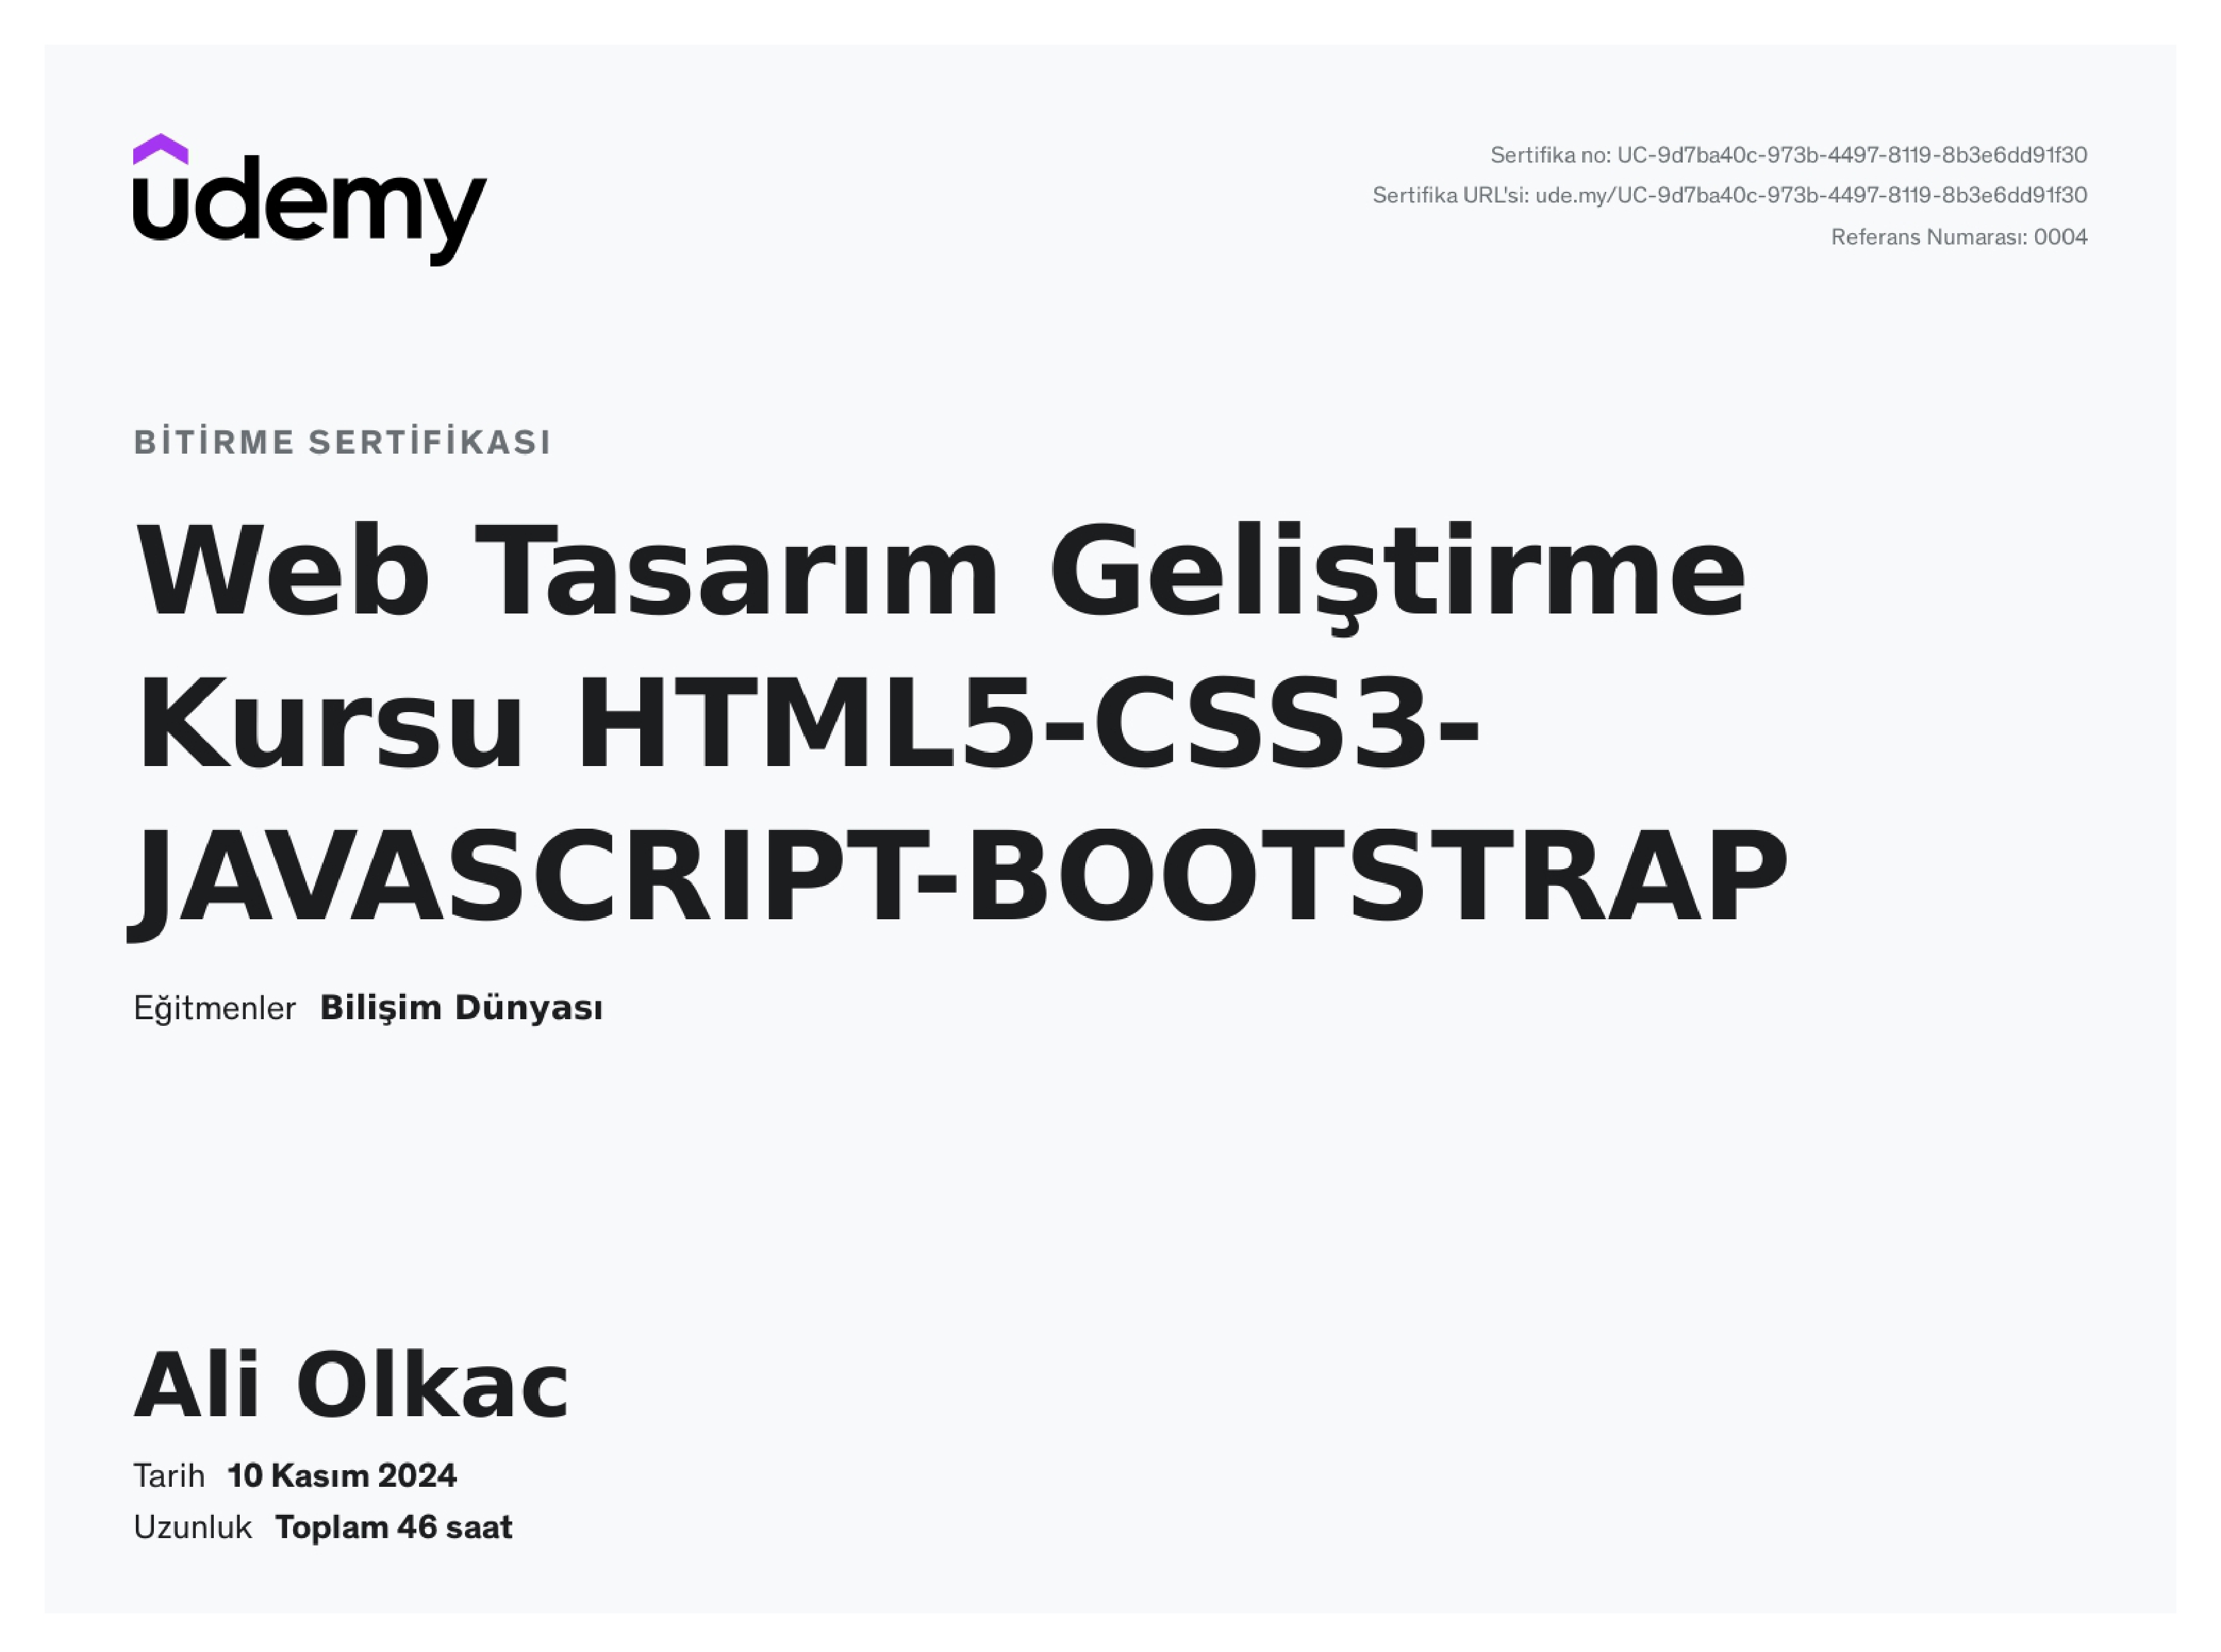 udemy
Sertifika no: UC-9d7ba40c-973b-4497-8119-8b3e6dd91f30
Sertifika URL'si: ude.my/UC-9d7ba40c-973b-4497-8119-8b3e6dd91f30
Referans Numarası: 0004
BİTİRME SERTİFİKASI
Web Tasarım Geliştirme
Kursu HTML5-CSS3-
JAVASCRIPT-BOOTSTRAP
Eğitmenler Bilişim Dünyası
Ali Olkac
Tarih 10 Kasım 2024
Uzunluk Toplam 46 saat